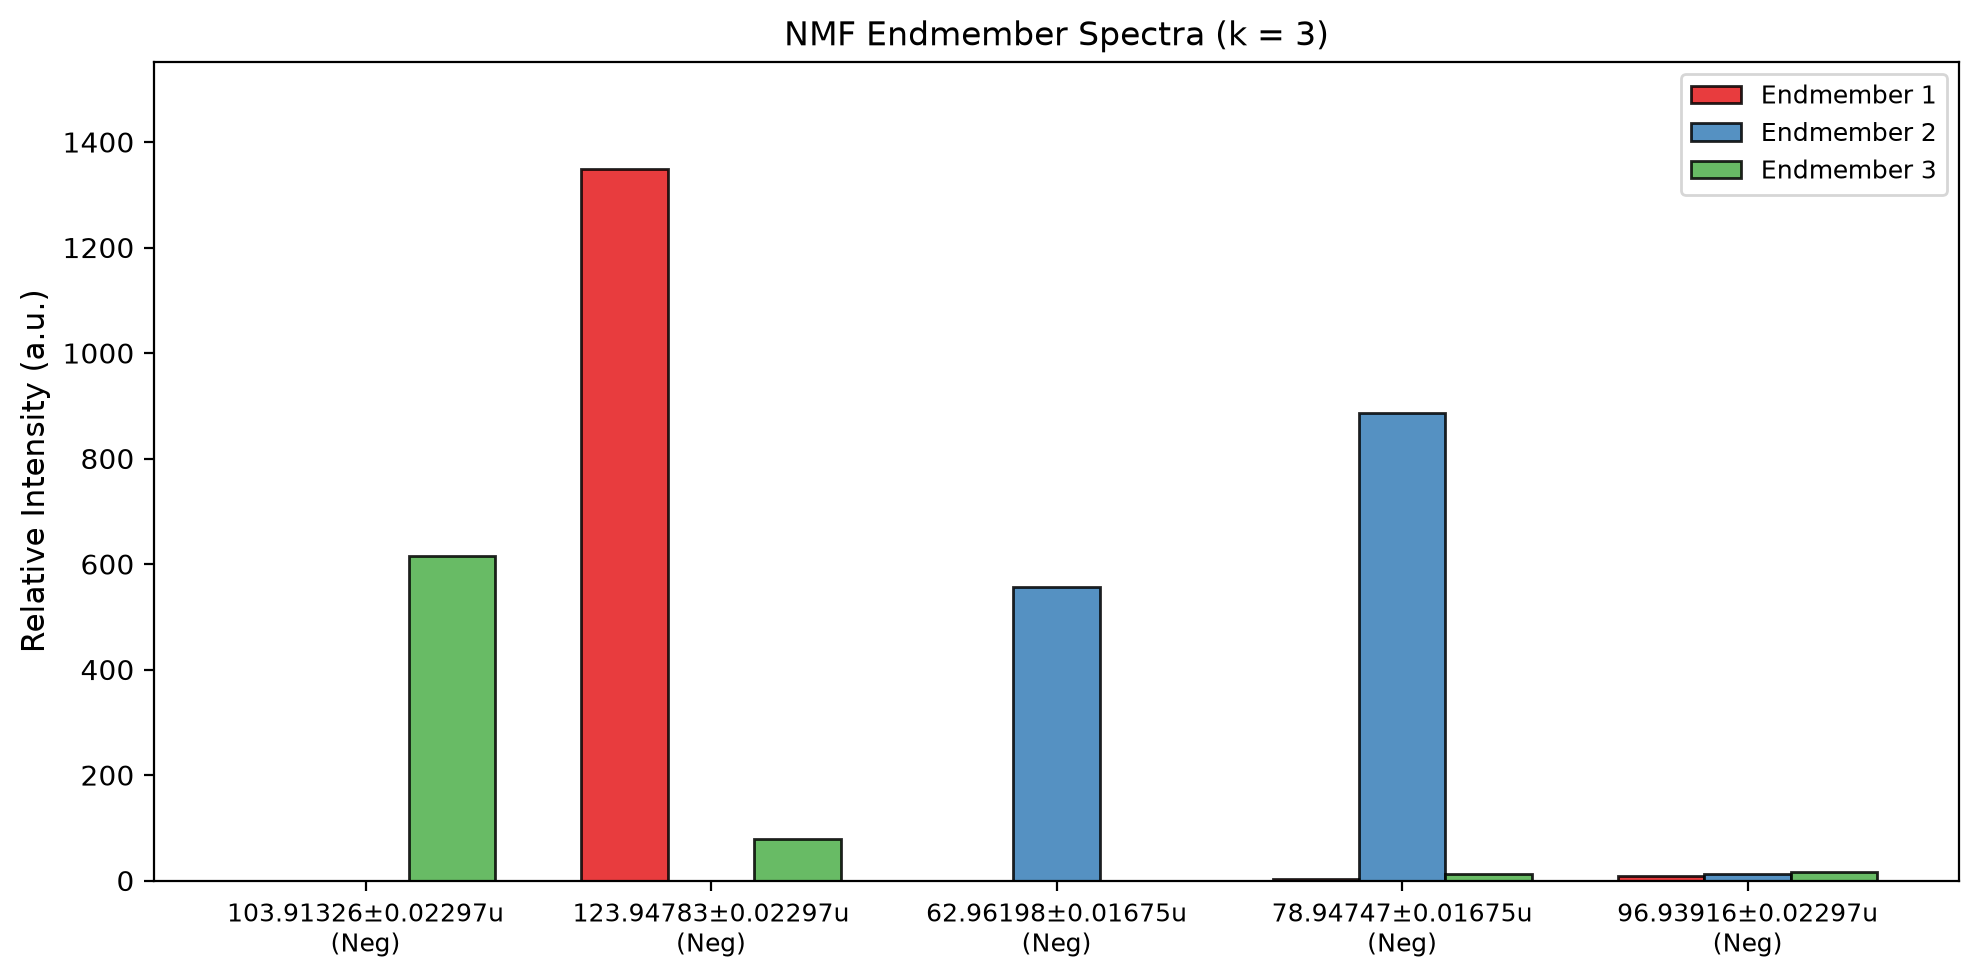 NMF Endmember Spectra (k = 3)
Endmember 1
Endmember 2
Endmember 3
Relative Intensity (a.u.)
1400
1200
1000
800
600
400
200
0
103.91326±0.02297u
(Neg)
123.94783±0.02297u
(Neg)
62.96198±0.01675u
(Neg)
78.94747±0.01675u
(Neg)
96.93916±0.02297u
(Neg)